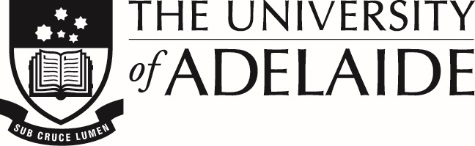 THE UNIVERSITY
of ADELAIDE
SUB CRUCE LUMEN